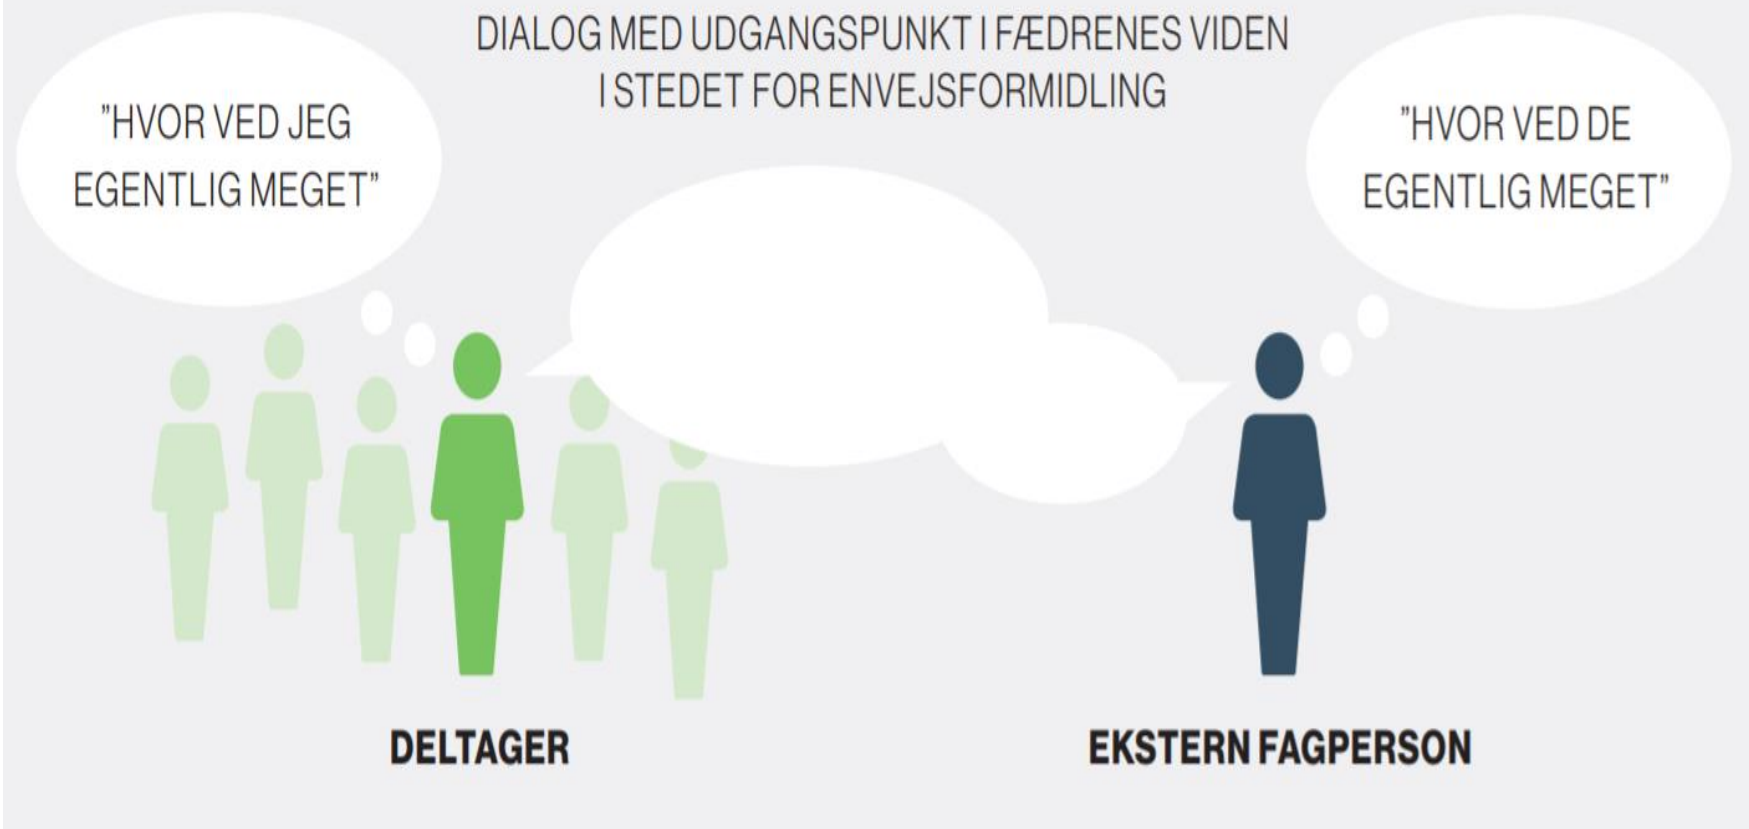 DIALOG MED UDGANGSPUNKT I FÆDRENES VIDEN
I STEDET FOR ENVEJSFORMIDLING
"HVOR VED JEG
EGENTLIG MEGET"
"HVOR VED DE
EGENTLIG MEGET"
DELTAGER
EKSTERN FAGPERSON